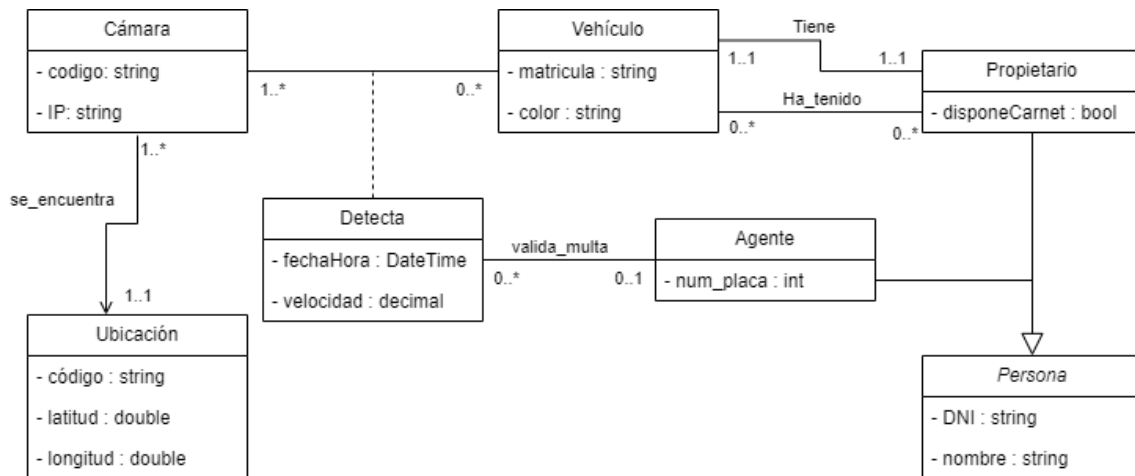 Cámara
- codigo: string
- IP: string
1..*
0..*
Vehículo
- matricula : string
- color : string
Tiene
1..1
1..1
Ha_tenido
0..*
0..*
Propietario
- disponeCarnet : bool
1..*
se_encuentra
1..1
Detecta
- fechaHora : DateTime
- velocidad : decimal
valida_multa
0..*
0..1
Agente
- num_placa : int
Ubicación
- código : string
- latitud : double
- longitud : double
Persona
- DNI : string
- nombre : string